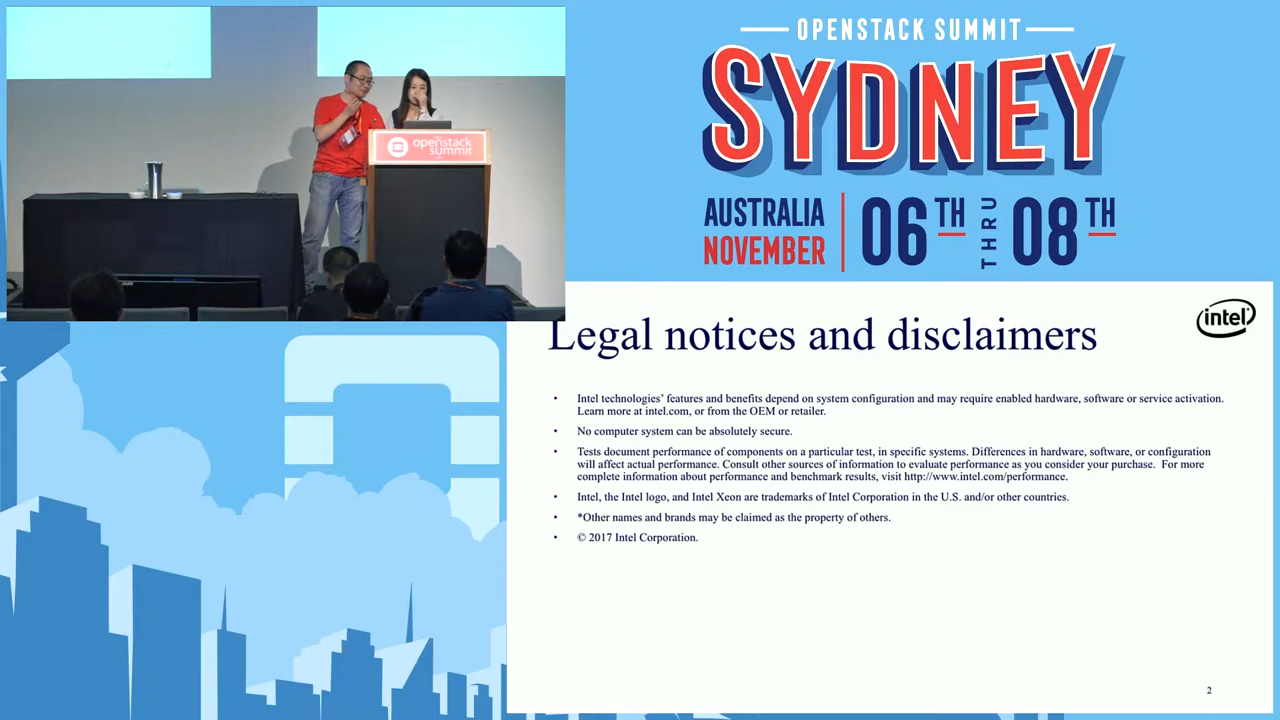 OPENSTACK SUMMIT
SYDNEY
AUSTRALIA
NOVEMBER
06TH
THRU
08TH
openstack
summit
intel
Legal notices and disclaimers
• Intel technologies’ features and benefits depend on system configuration and may require enabled hardware, software or service activation.
Learn more at intel.com, or from the OEM or retailer.
• No computer system can be absolutely secure.
• Tests document performance of components on a particular test, in specific systems. Differences in hardware, software, or configuration
will affect actual performance. Consult other sources of information to evaluate performance as you consider your purchase. For more
complete information about performance and benchmark results, visit http://www.intel.com/performance.
• Intel, the Intel logo, and Intel Xeon are trademarks of Intel Corporation in the U.S. and/or other countries.
• *Other names and brands may be claimed as the property of others.
• © 2017 Intel Corporation.
2